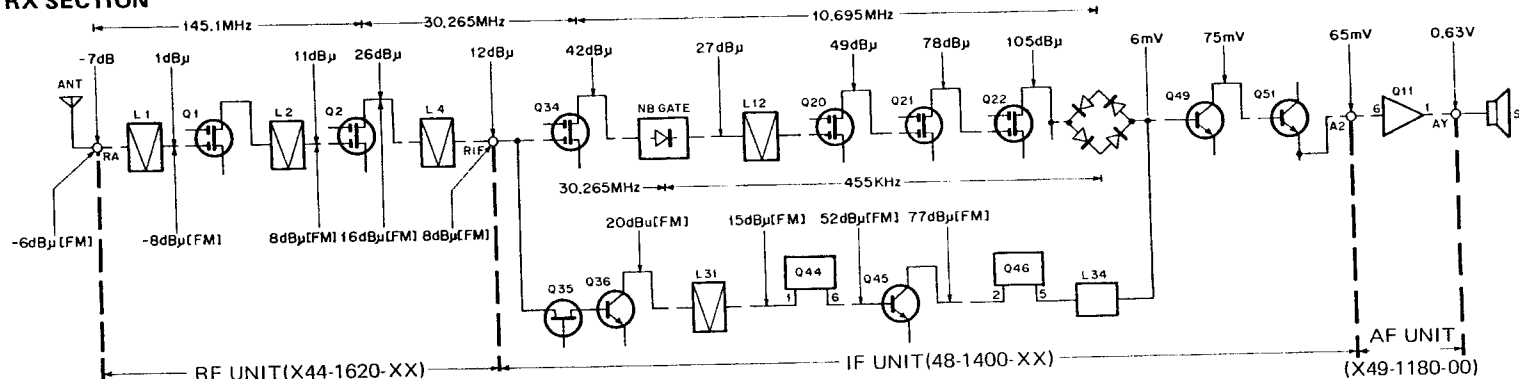 RX SECTION
145.1MHz 30.265MHz 10.695MHz
-7dB 1dBμ 11dBμ 26dBμ 12dBμ 42dBμ 27dBμ 49dBμ 78dBμ 105dBμ 6mV 75mV 65mV 0.63V
ANT L1 Q1 L2 Q2 L4 Q34 NB GATE L12 Q20 Q21 Q22 Q49 Q51 Q11
RA RIF A2 6 1 AY S
30.265MHz 455KHz
-6dBμ[FM] -8dBμ[FM] 8dBμ[FM] 16dBμ[FM] 8dBμ[FM] 20dBu[FM] 15dBμ[FM] 52dBμ[FM] 77dBμ[FM]
Q35 Q36 L31 Q44 Q45 Q46 L34
1 6 2 5
RF UNIT(X44-1620-XX) IF UNIT(48-1400-XX) AF UNIT
(X49-1180-00)